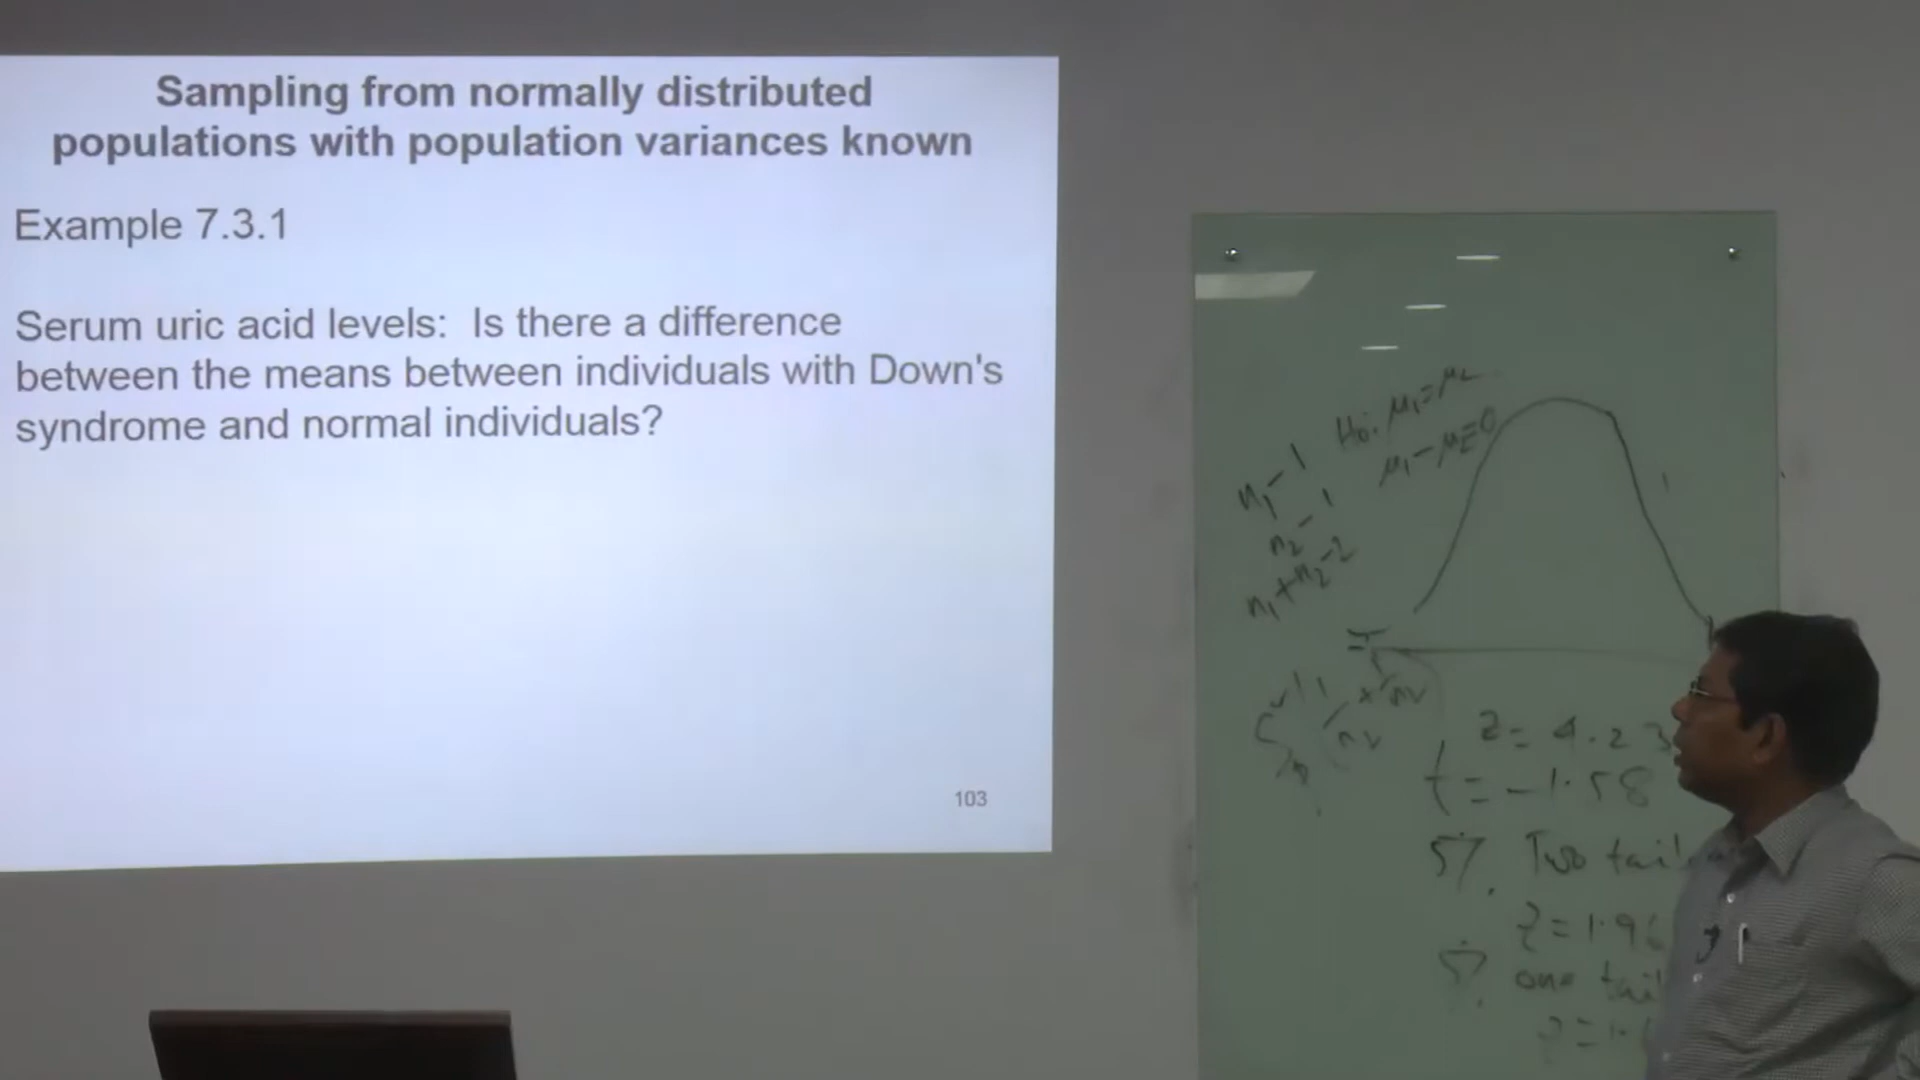 Sampling from normally distributed
populations with population variances known
Example 7.3.1
Serum uric acid levels: Is there a difference
between the means between individuals with Down's
syndrome and normal individuals?
103
H₀: μ₁=μ₂
μ₁-μ₂=0
n₁-1
n₂-1
n₁+n₂-2
z= 4.23
t= -1.58
5%. Two tail
z=1.96
5%. one tail